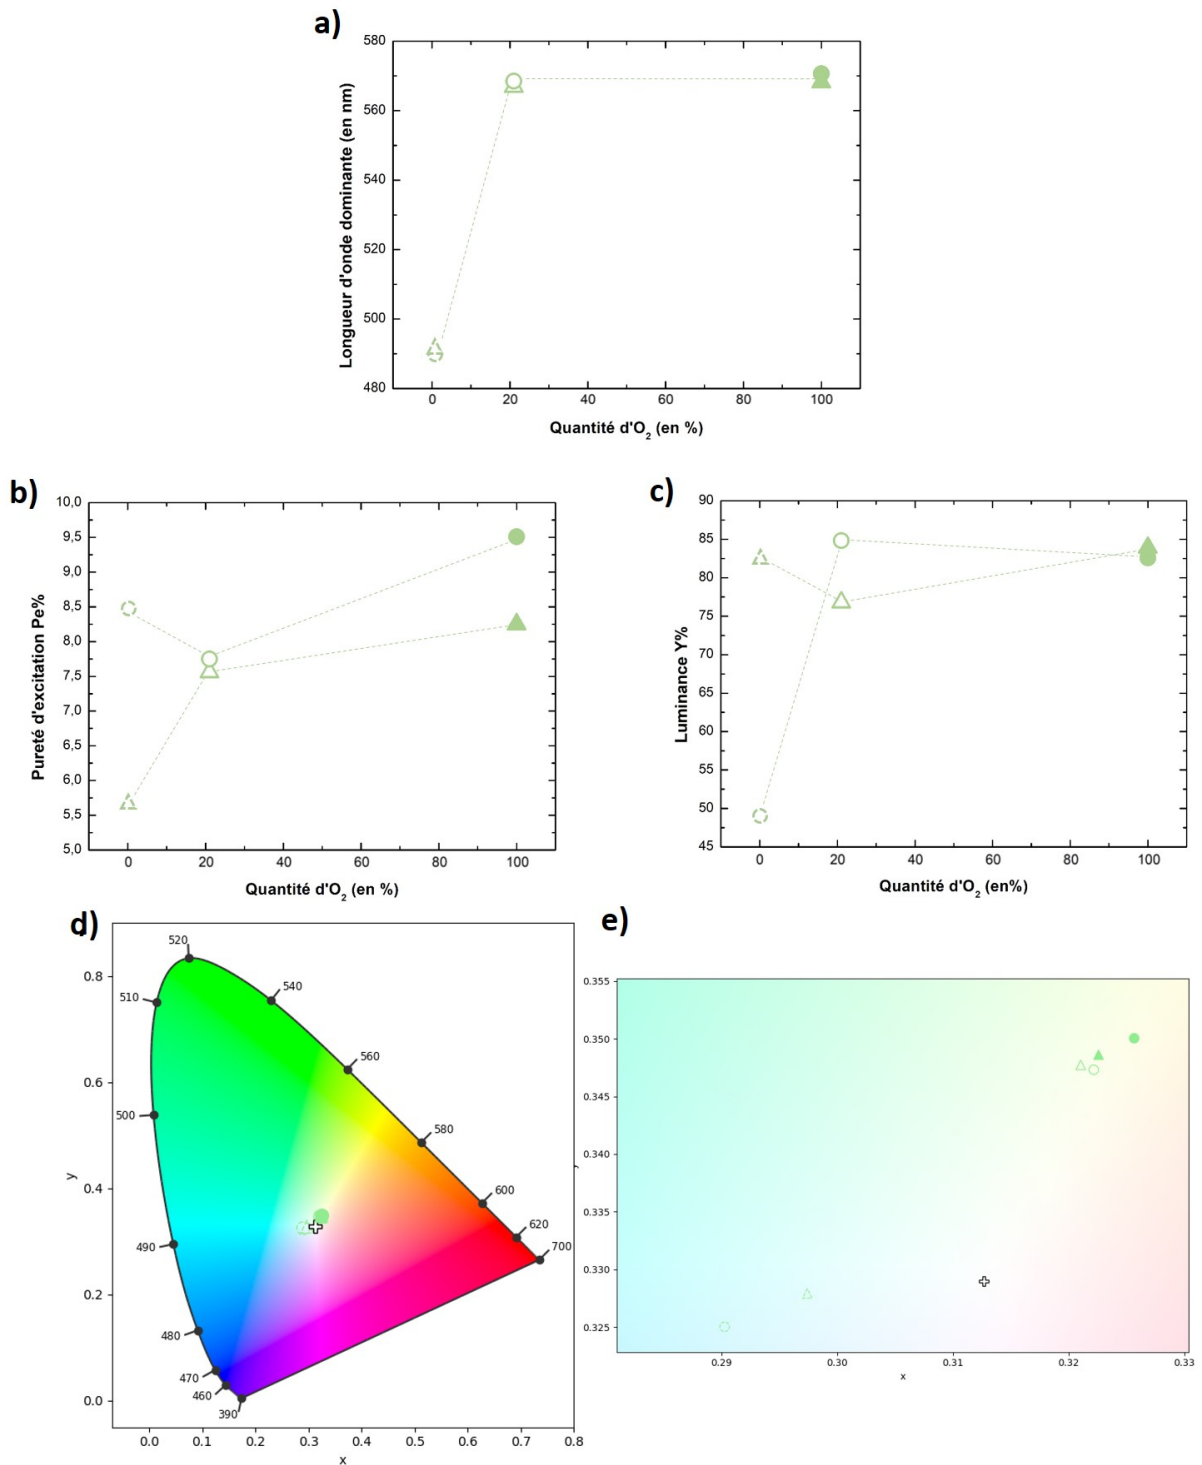 a)
580
560
540
520
500
480
0 20 40 60 80 100
Longueur d'onde dominante (en nm)
Quantité d'O2 (en %)
b)
10,0
9,5
9,0
8,5
8,0
7,5
7,0
6,5
6,0
5,5
5,0
0 20 40 60 80 100
Pureté d'excitation Pe%
Quantité d'O2 (en %)
c)
90
85
80
75
70
65
60
55
50
45
0 20 40 60 80 100
Luminance Y%
Quantité d'O2 (en%)
d)
520
510
540
560
500
580
600
620
700
490
480
470
460
390
0.8
0.6
0.4
0.2
0.0
y
0.0 0.1 0.2 0.3 0.4 0.5 0.6 0.7 0.8
x
e)
0.355
0.350
0.345
0.340
0.335
0.330
0.325
0.29 0.30 0.31 0.32 0.33
x